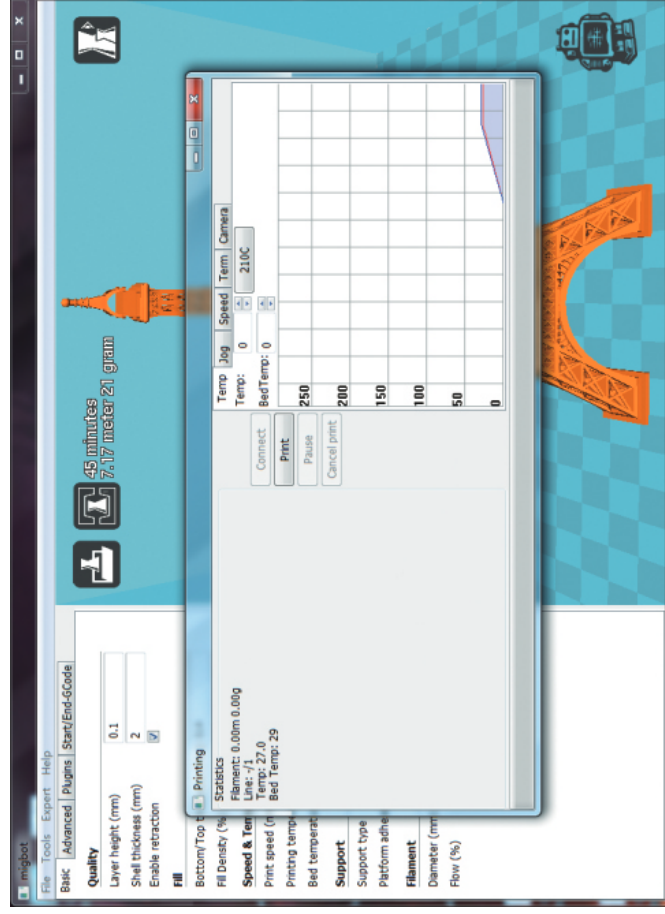 migbot
File Tools Expert Help
Basic Advanced Plugins Start/End-GCode
Quality
Layer height (mm) 0.1
Shell thickness (mm) 2
Enable retraction
Fill
Bottom/Top t
Fill Density (%
Speed & Tem
Print speed (m
Printing tempe
Bed temperat
Support
Support type
Platform adhe
Filament
Diameter (mm
Flow (%)
45 minutes
7.17 meter 21 gram
Printing
Statistics
Filament: 0.00m 0.00g
Line: -/1
Temp: 27.0
Bed Temp: 29
Connect
Print
Pause
Cancel print
Temp Jog Speed Term Camera
Temp: 0 210C
BedTemp: 0
250
200
150
100
50
0